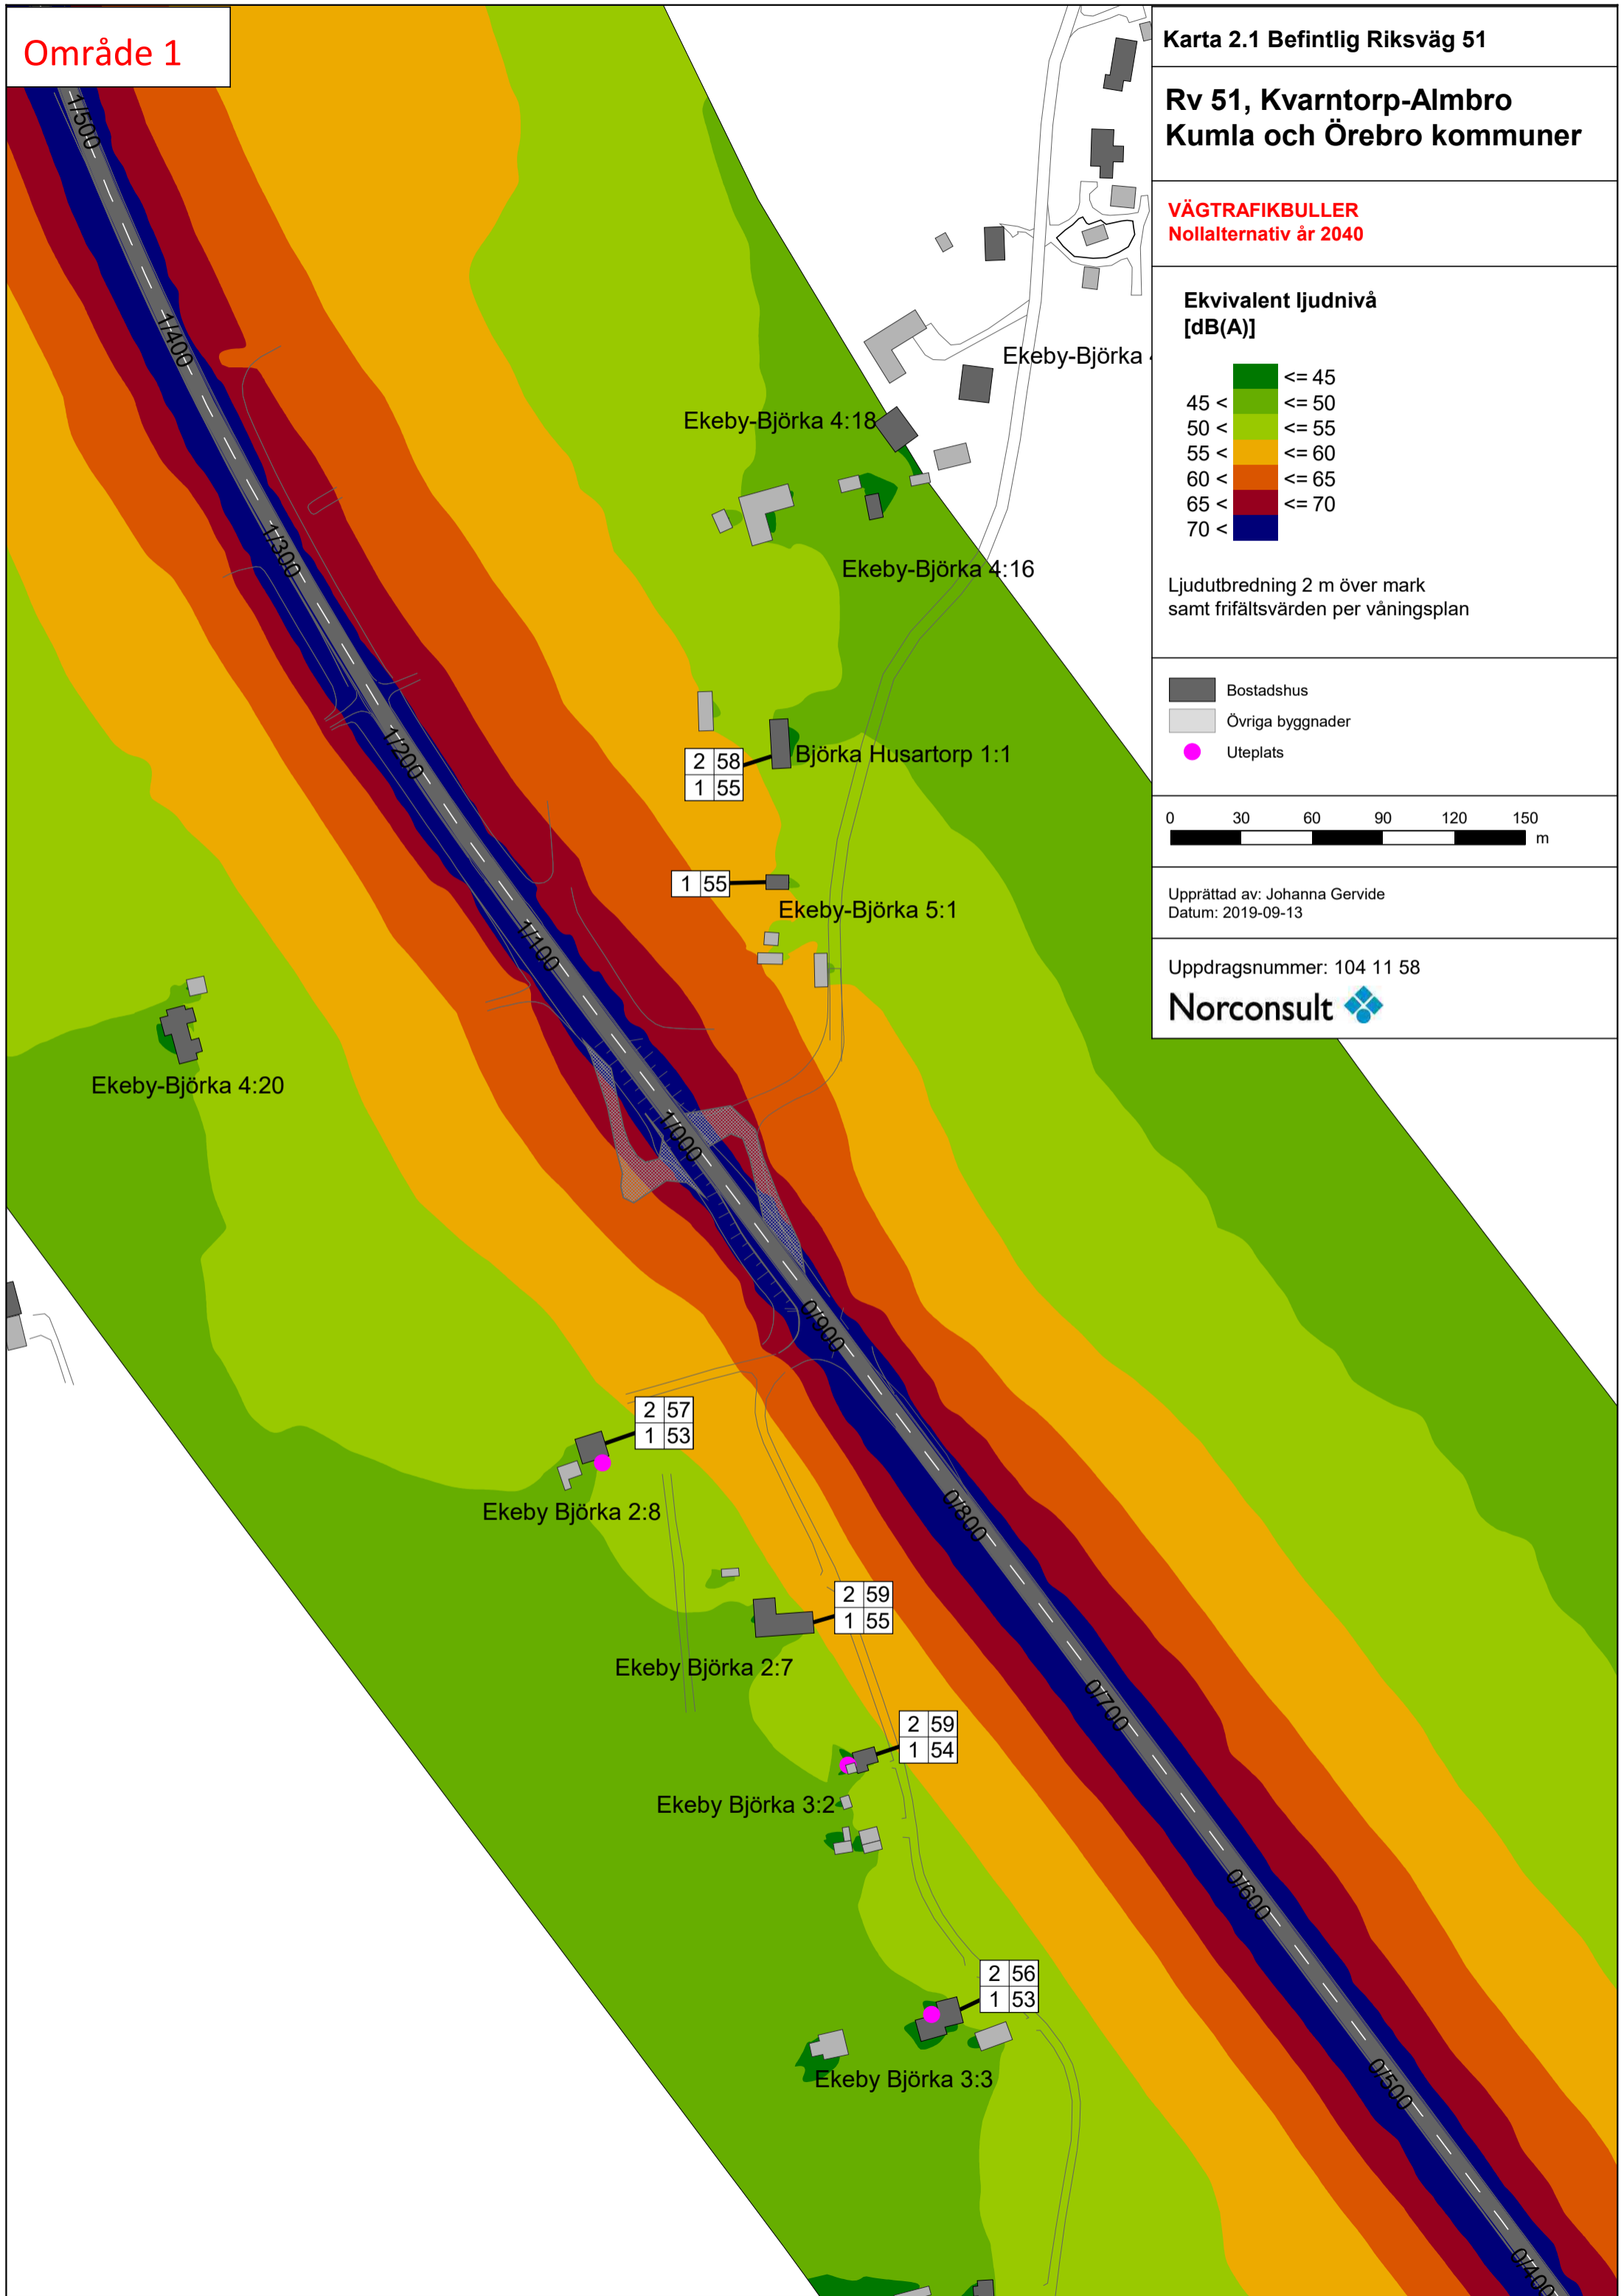 Område 1
Karta 2.1 Befintlig Riksväg 51
Rv 51, Kvarntorp-Almbro
Kumla och Örebro kommuner
VÄGTRAFIKBULLER
Nollalternativ år 2040
Ekvivalent ljudnivå
[dB(A)]
<= 45
45 < <= 50
50 < <= 55
55 < <= 60
60 < <= 65
65 < <= 70
70 <
Ljudutbredning 2 m över mark
samt frifältsvärden per våningsplan
Bostadshus
Övriga byggnader
Uteplats
0 30 60 90 120 150
m
Upprättad av: Johanna Gervide
Datum: 2019-09-13
Uppdragsnummer: 104 11 58
Norconsult
1/500
1/400
Ekeby-Björka
Ekeby-Björka 4:18
1/300
Ekeby-Björka 4:16
1/200
Björka Husartorp 1:1
2 58
1 55
1 55
Ekeby-Björka 5:1
1/100
Ekeby-Björka 4:20
1/000
0/900
2 57
1 53
Ekeby Björka 2:8
0/800
2 59
1 55
Ekeby Björka 2:7
0/700
2 59
1 54
Ekeby Björka 3:2
0/600
2 56
1 53
Ekeby Björka 3:3
0/500
0/400